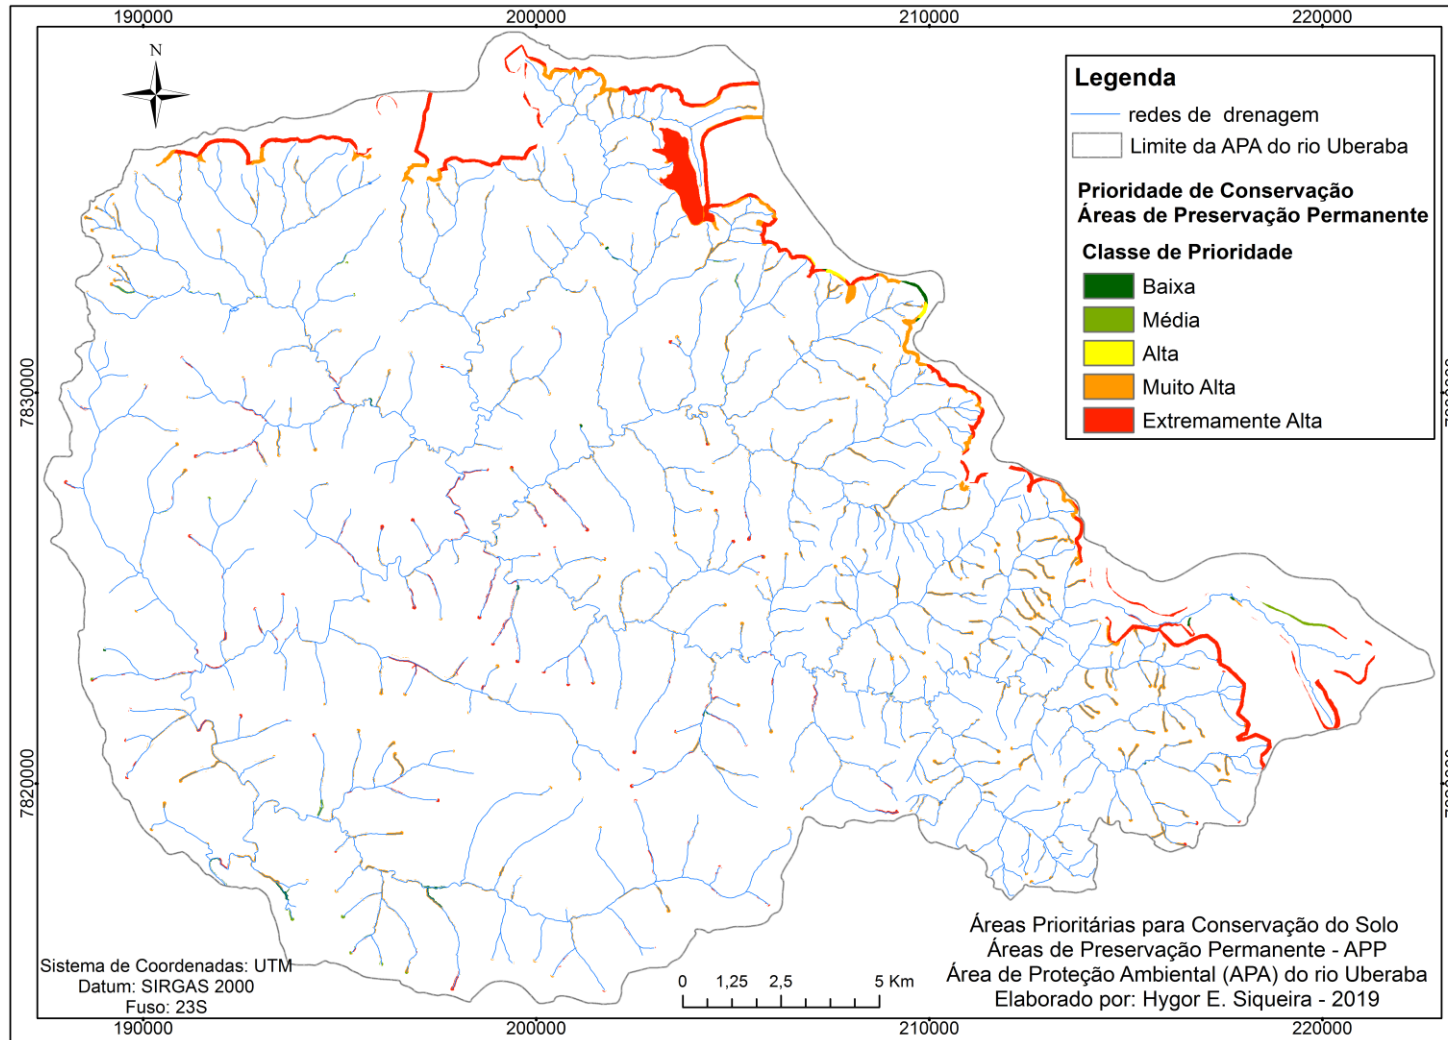 190000 200000 210000 220000
N
Legenda
redes de drenagem
Limite da APA do rio Uberaba
Prioridade de Conservação
Áreas de Preservação Permanente
Classe de Prioridade
Baixa
Média
Alta
Muito Alta
Extremamente Alta
7830000
7820000
Áreas Prioritárias para Conservação do Solo
Áreas de Preservação Permanente - APP
Área de Proteção Ambiental (APA) do rio Uberaba
Elaborado por: Hygor E. Siqueira - 2019
Sistema de Coordenadas: UTM
Datum: SIRGAS 2000
Fuso: 23S
0 1,25 2,5 5 Km
190000 200000 210000 220000